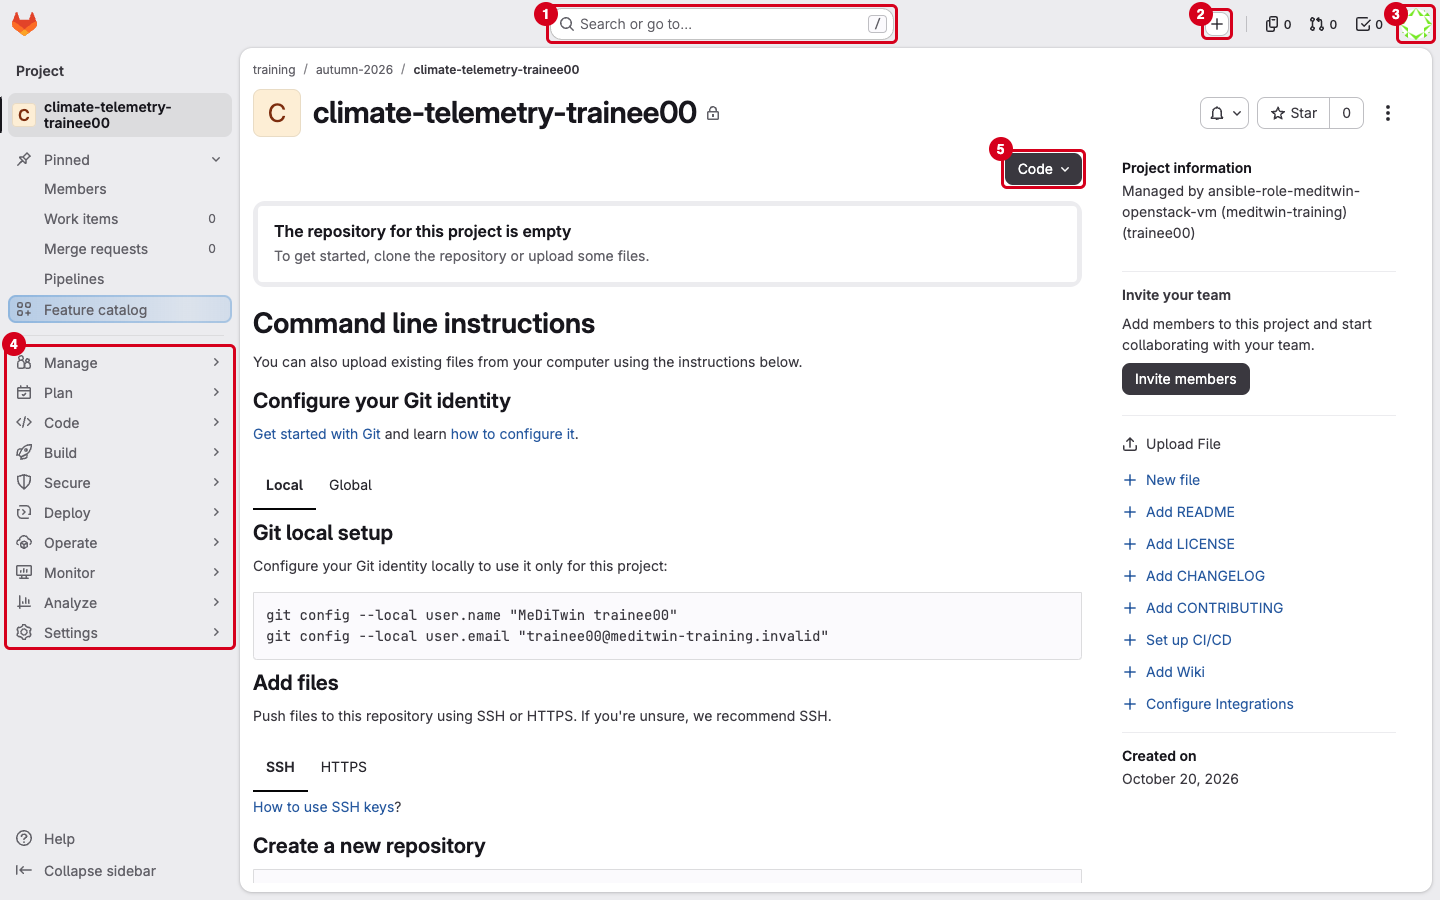 1
Search or go to...
/
2
0
0
0
3
Project
C
climate-telemetry-
trainee00
Pinned
Members
Work items 0
Merge requests 0
Pipelines
Feature catalog
4
Manage
Plan
Code
Build
Secure
Deploy
Operate
Monitor
Analyze
Settings
Help
Collapse sidebar
training / autumn-2026 / climate-telemetry-trainee00
C
climate-telemetry-trainee00
Star 0
5
Code
The repository for this project is empty
To get started, clone the repository or upload some files.
Command line instructions
You can also upload existing files from your computer using the instructions below.
Configure your Git identity
Get started with Git and learn how to configure it.
Local Global
Git local setup
Configure your Git identity locally to use it only for this project:
git config --local user.name "MeDiTwin trainee00"
git config --local user.email "trainee00@meditwin-training.invalid"
Add files
Push files to this repository using SSH or HTTPS. If you're unsure, we recommend SSH.
SSH HTTPS
How to use SSH keys?
Create a new repository
Project information
Managed by ansible-role-meditwin-
openstack-vm (meditwin-training)
(trainee00)
Invite your team
Add members to this project and start
collaborating with your team.
Invite members
Upload File
New file
Add README
Add LICENSE
Add CHANGELOG
Add CONTRIBUTING
Set up CI/CD
Add Wiki
Configure Integrations
Created on
October 20, 2026